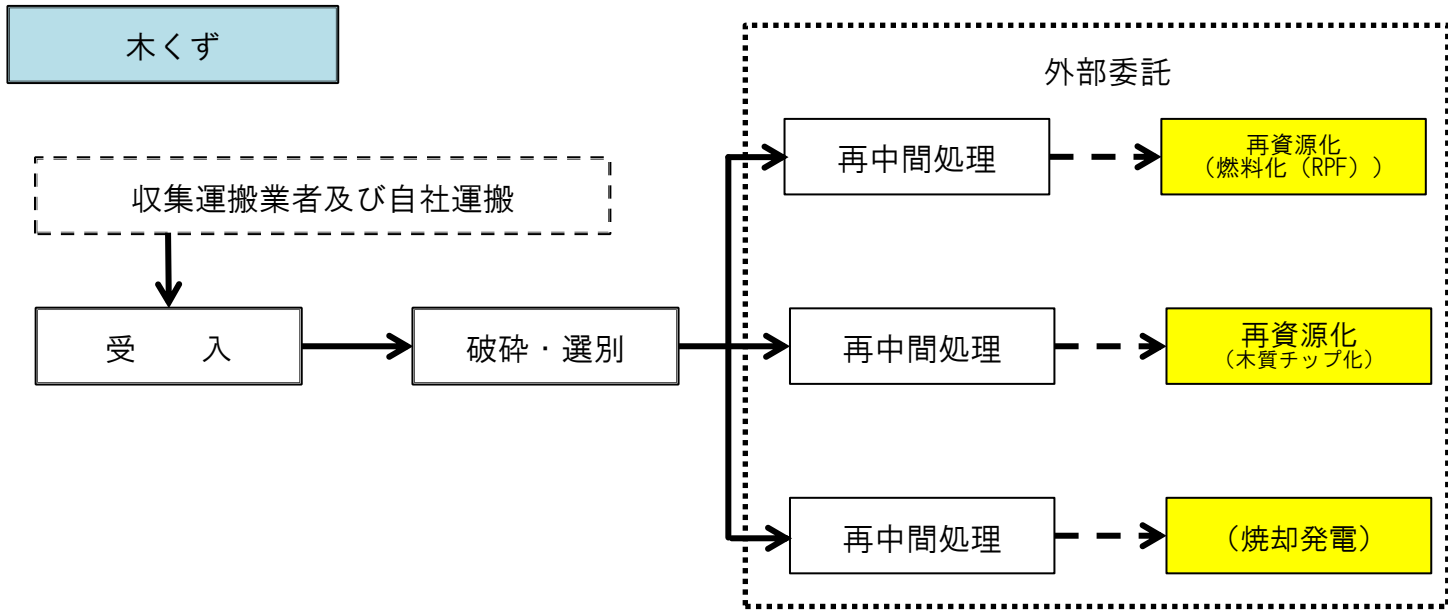 木くず
外部委託
収集運搬業者及び自社運搬
受　　入
破砕・選別
再中間処理
再資源化
（燃料化（RPF））
再中間処理
再資源化
（木質チップ化）
再中間処理
（焼却発電）